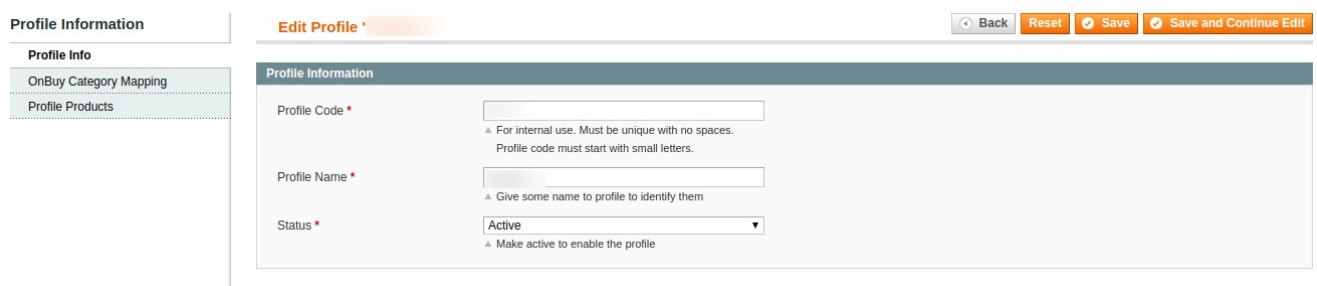 Profile Information
Profile Info
OnBuy Category Mapping
Profile Products
Edit Profile '
Back Reset Save Save and Continue Edit
Profile Information
Profile Code *
For internal use. Must be unique with no spaces.
Profile code must start with small letters.
Profile Name *
Give some name to profile to identify them
Status * Active
Make active to enable the profile